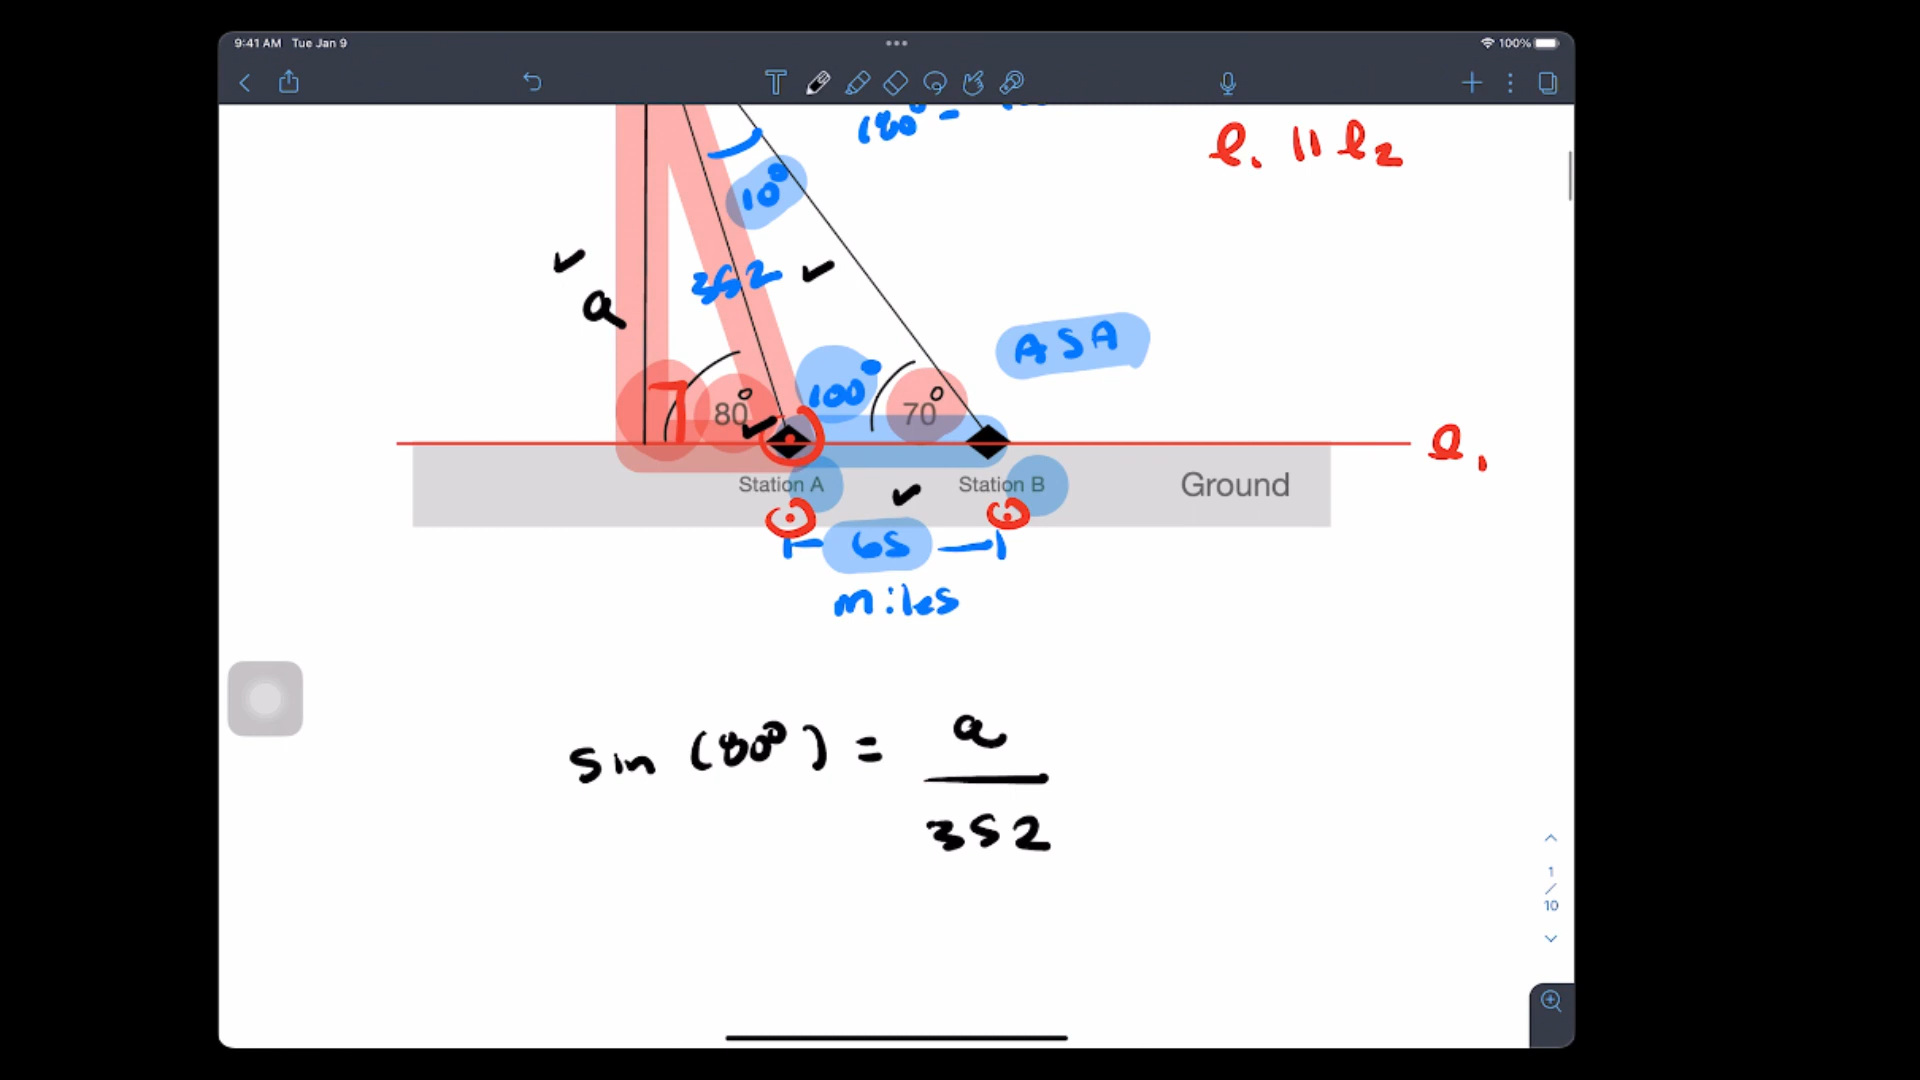 9:41 AM Tue Jan 9
100%
180° -
l₁ || l₂
10°
352
a
ASA
80°
100°
70°
l₁
Station A
Station B
Ground
65
miles
sin (80°) = a
352
1
/
10